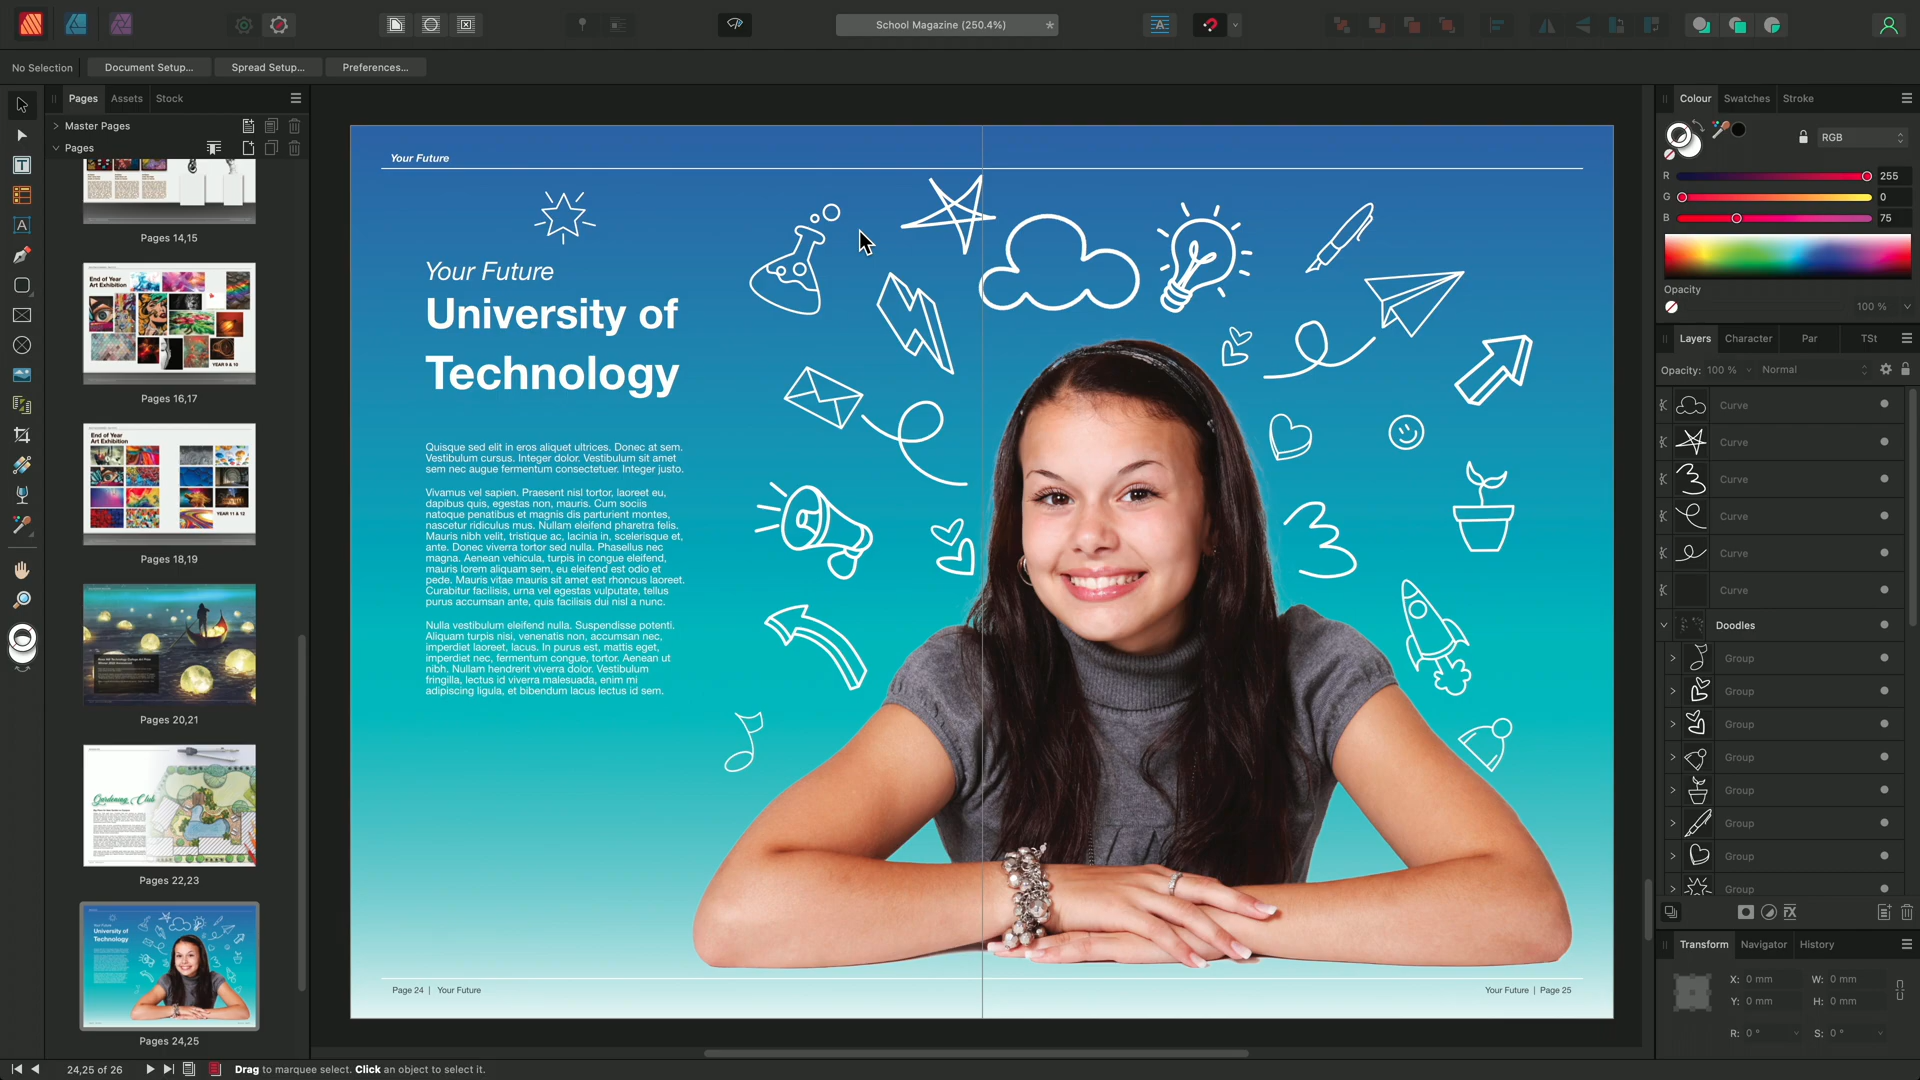 School Magazine (250.4%)
*
No Selection
Document Setup...
Spread Setup...
Preferences...
Pages
Assets
Stock
Master Pages
Pages
Pages 14,15
End of Year
Art Exhibition
YEAR 9 & 10
Pages 16,17
End of Year
Art Exhibition
YEAR 11 & 12
Pages 18,19
Pages 20,21
Gardening Club
Pages 22,23
Your Future
University of
Technology
Pages 24,25
24,25 of 26
Drag to marquee select. Click an object to select it.
Your Future
Your Future
University of
Technology
Quisque sed elit in eros aliquet ultrices. Donec at sem.
Vestibulum cursus. Integer dolor. Vestibulum sit amet
sem nec augue fermentum consectetuer. Integer justo.
Vivamus vel sapien. Praesent nisl tortor, laoreet eu,
dapibus quis, egestas non, mauris. Cum sociis
natoque penatibus et magnis dis parturient montes,
nascetur ridiculus mus. Nullam eleifend pharetra felis.
Mauris nibh velit, tristique ac, lacinia in, scelerisque et,
ante. Donec viverra tortor sed nulla. Phasellus nec
magna. Aenean vehicula, turpis in congue eleifend,
mauris lorem aliquam sem, eu eleifend est odio et
pede. Mauris vitae mauris sit amet est rhoncus laoreet.
Curabitur facilisis, urna vel egestas vulputate, tellus
purus accumsan ante, quis facilisis dui nisl a nunc.
Nulla vestibulum eleifend nulla. Suspendisse potenti.
Aliquam turpis nisi, venenatis non, accumsan nec,
imperdiet laoreet, lacus. In purus est, mattis eget,
imperdiet nec, fermentum congue, tortor. Aenean ut
nibh. Nullam hendrerit viverra dolor. Vestibulum
fringilla, lectus id viverra malesuada, enim mi
adipiscing ligula, et bibendum lacus lectus id sem.
Page 24 | Your Future
Your Future | Page 25
Colour
Swatches
Stroke
RGB
R 255
G 0
B 75
Opacity
100 %
Layers
Character
Par
TSt
Opacity: 100 %
Normal
Curve
Curve
Curve
Curve
Curve
Curve
Doodles
Group
Group
Group
Group
Group
Group
Group
Group
Transform
Navigator
History
X: 0 mm
W: 0 mm
Y: 0 mm
H: 0 mm
R: 0 °
S: 0 °